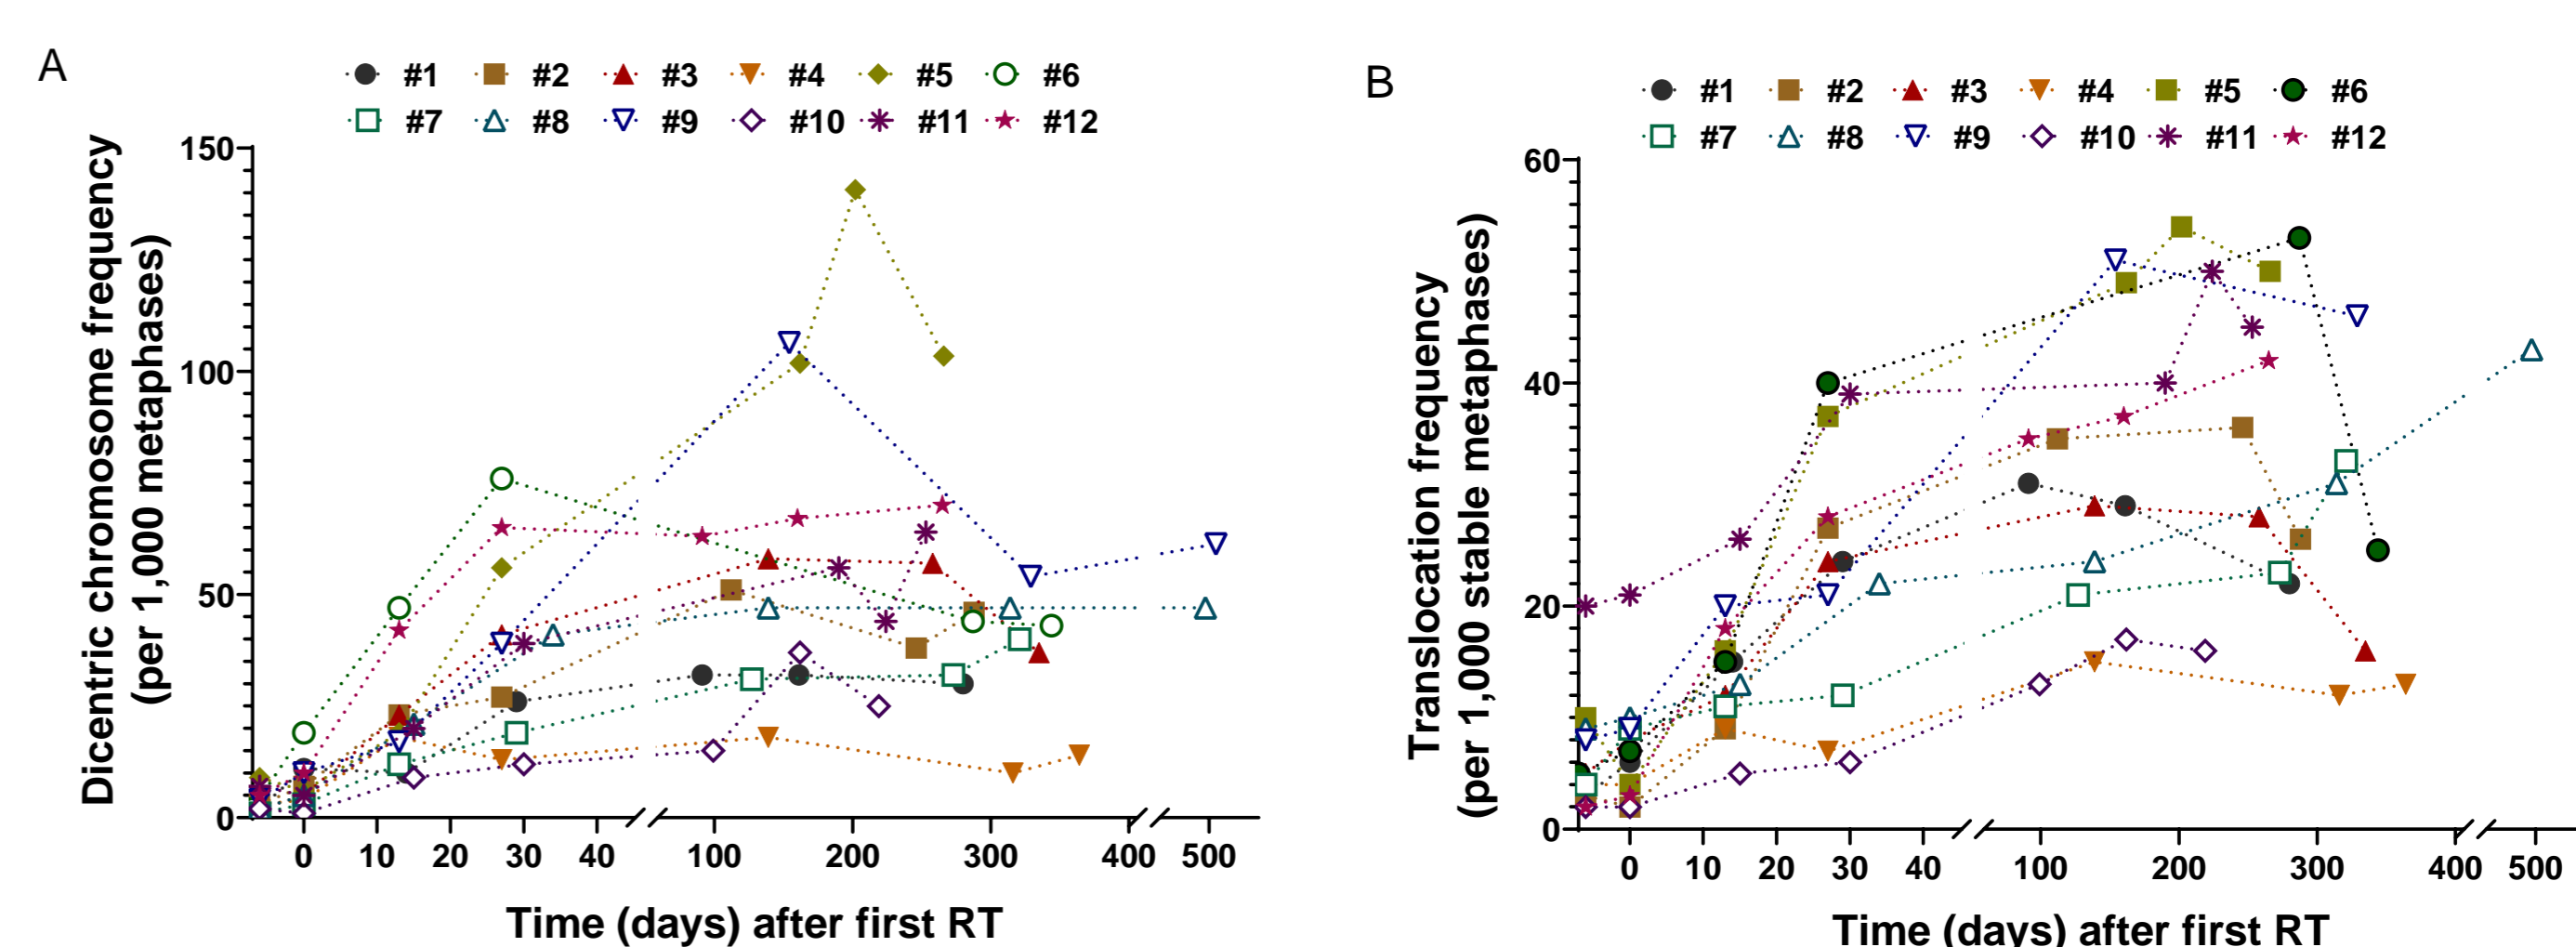 A
#1 #2 #3 #4 #5 #6
#7 #8 #9 #10 #11 #12
Dicentric chromosome frequency
(per 1,000 metaphases)
150
100
50
0
0 10 20 30 40 100 200 300 400 500
Time (days) after first RT
B
#1 #2 #3 #4 #5 #6
#7 #8 #9 #10 #11 #12
Translocation frequency
(per 1,000 stable metaphases)
60
40
20
0
0 10 20 30 40 100 200 300 400 500
Time (days) after first RT